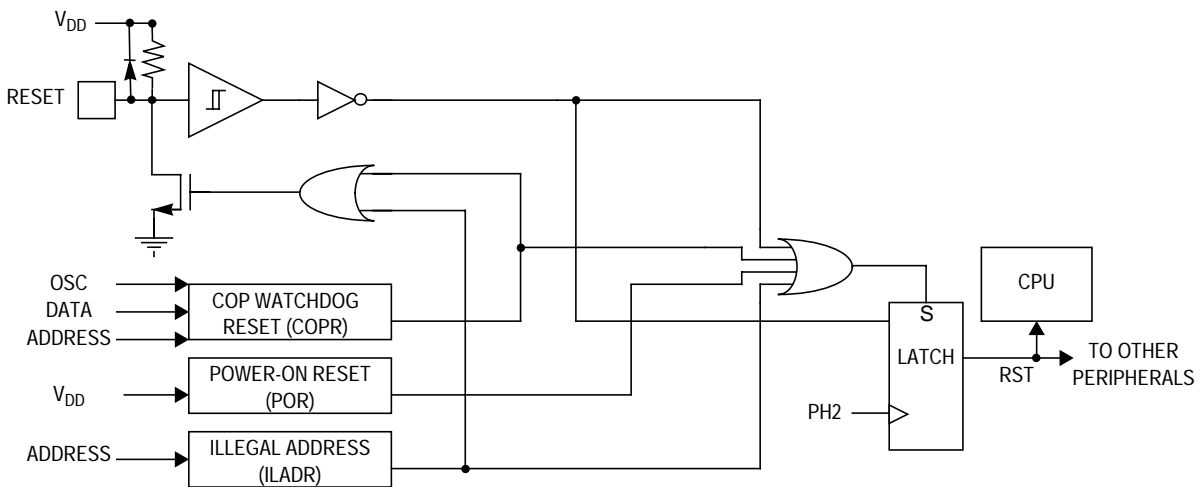 VDD
RESET
OSC
DATA
ADDRESS
COP WATCHDOG
RESET (COPR)
CPU
S
LATCH
RST
TO OTHER
PERIPHERALS
VDD
POWER-ON RESET
(POR)
PH2
ADDRESS
ILLEGAL ADDRESS
(ILADR)